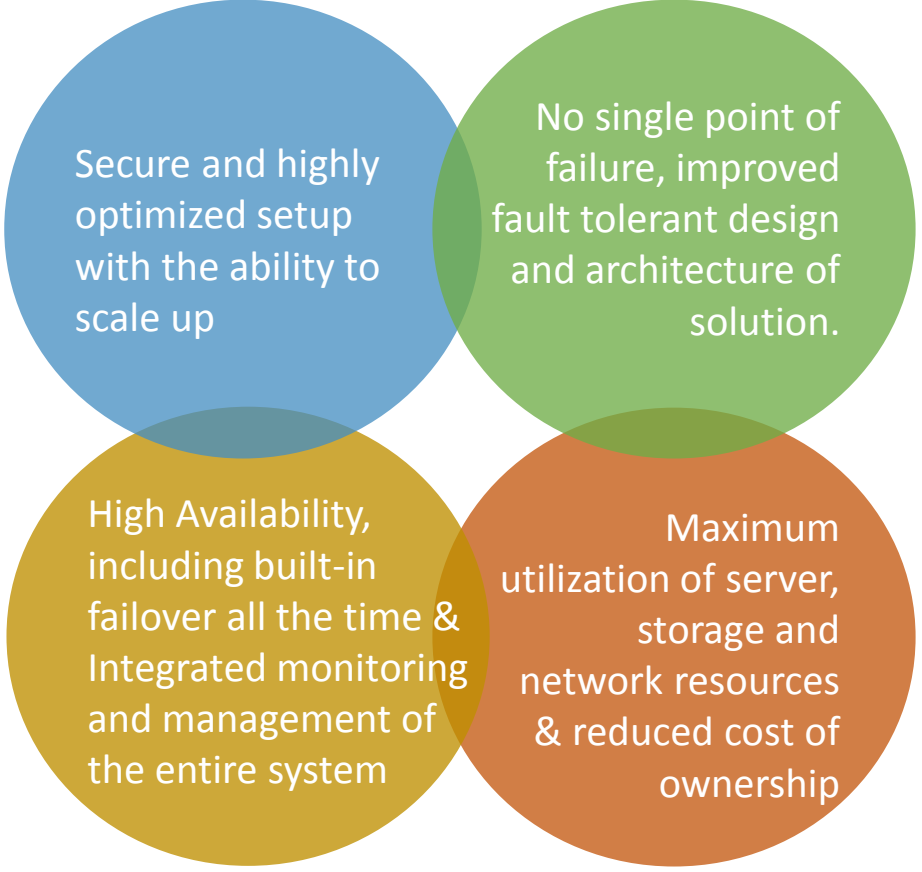 Secure and highly
optimized setup
with the ability to
scale up
No single point of
failure, improved
fault tolerant design
and architecture of
solution.
High Availability,
including built-in
failover all the time &
Integrated monitoring
and management of
the entire system
Maximum
utilization of server,
storage and
network resources
& reduced cost of
ownership